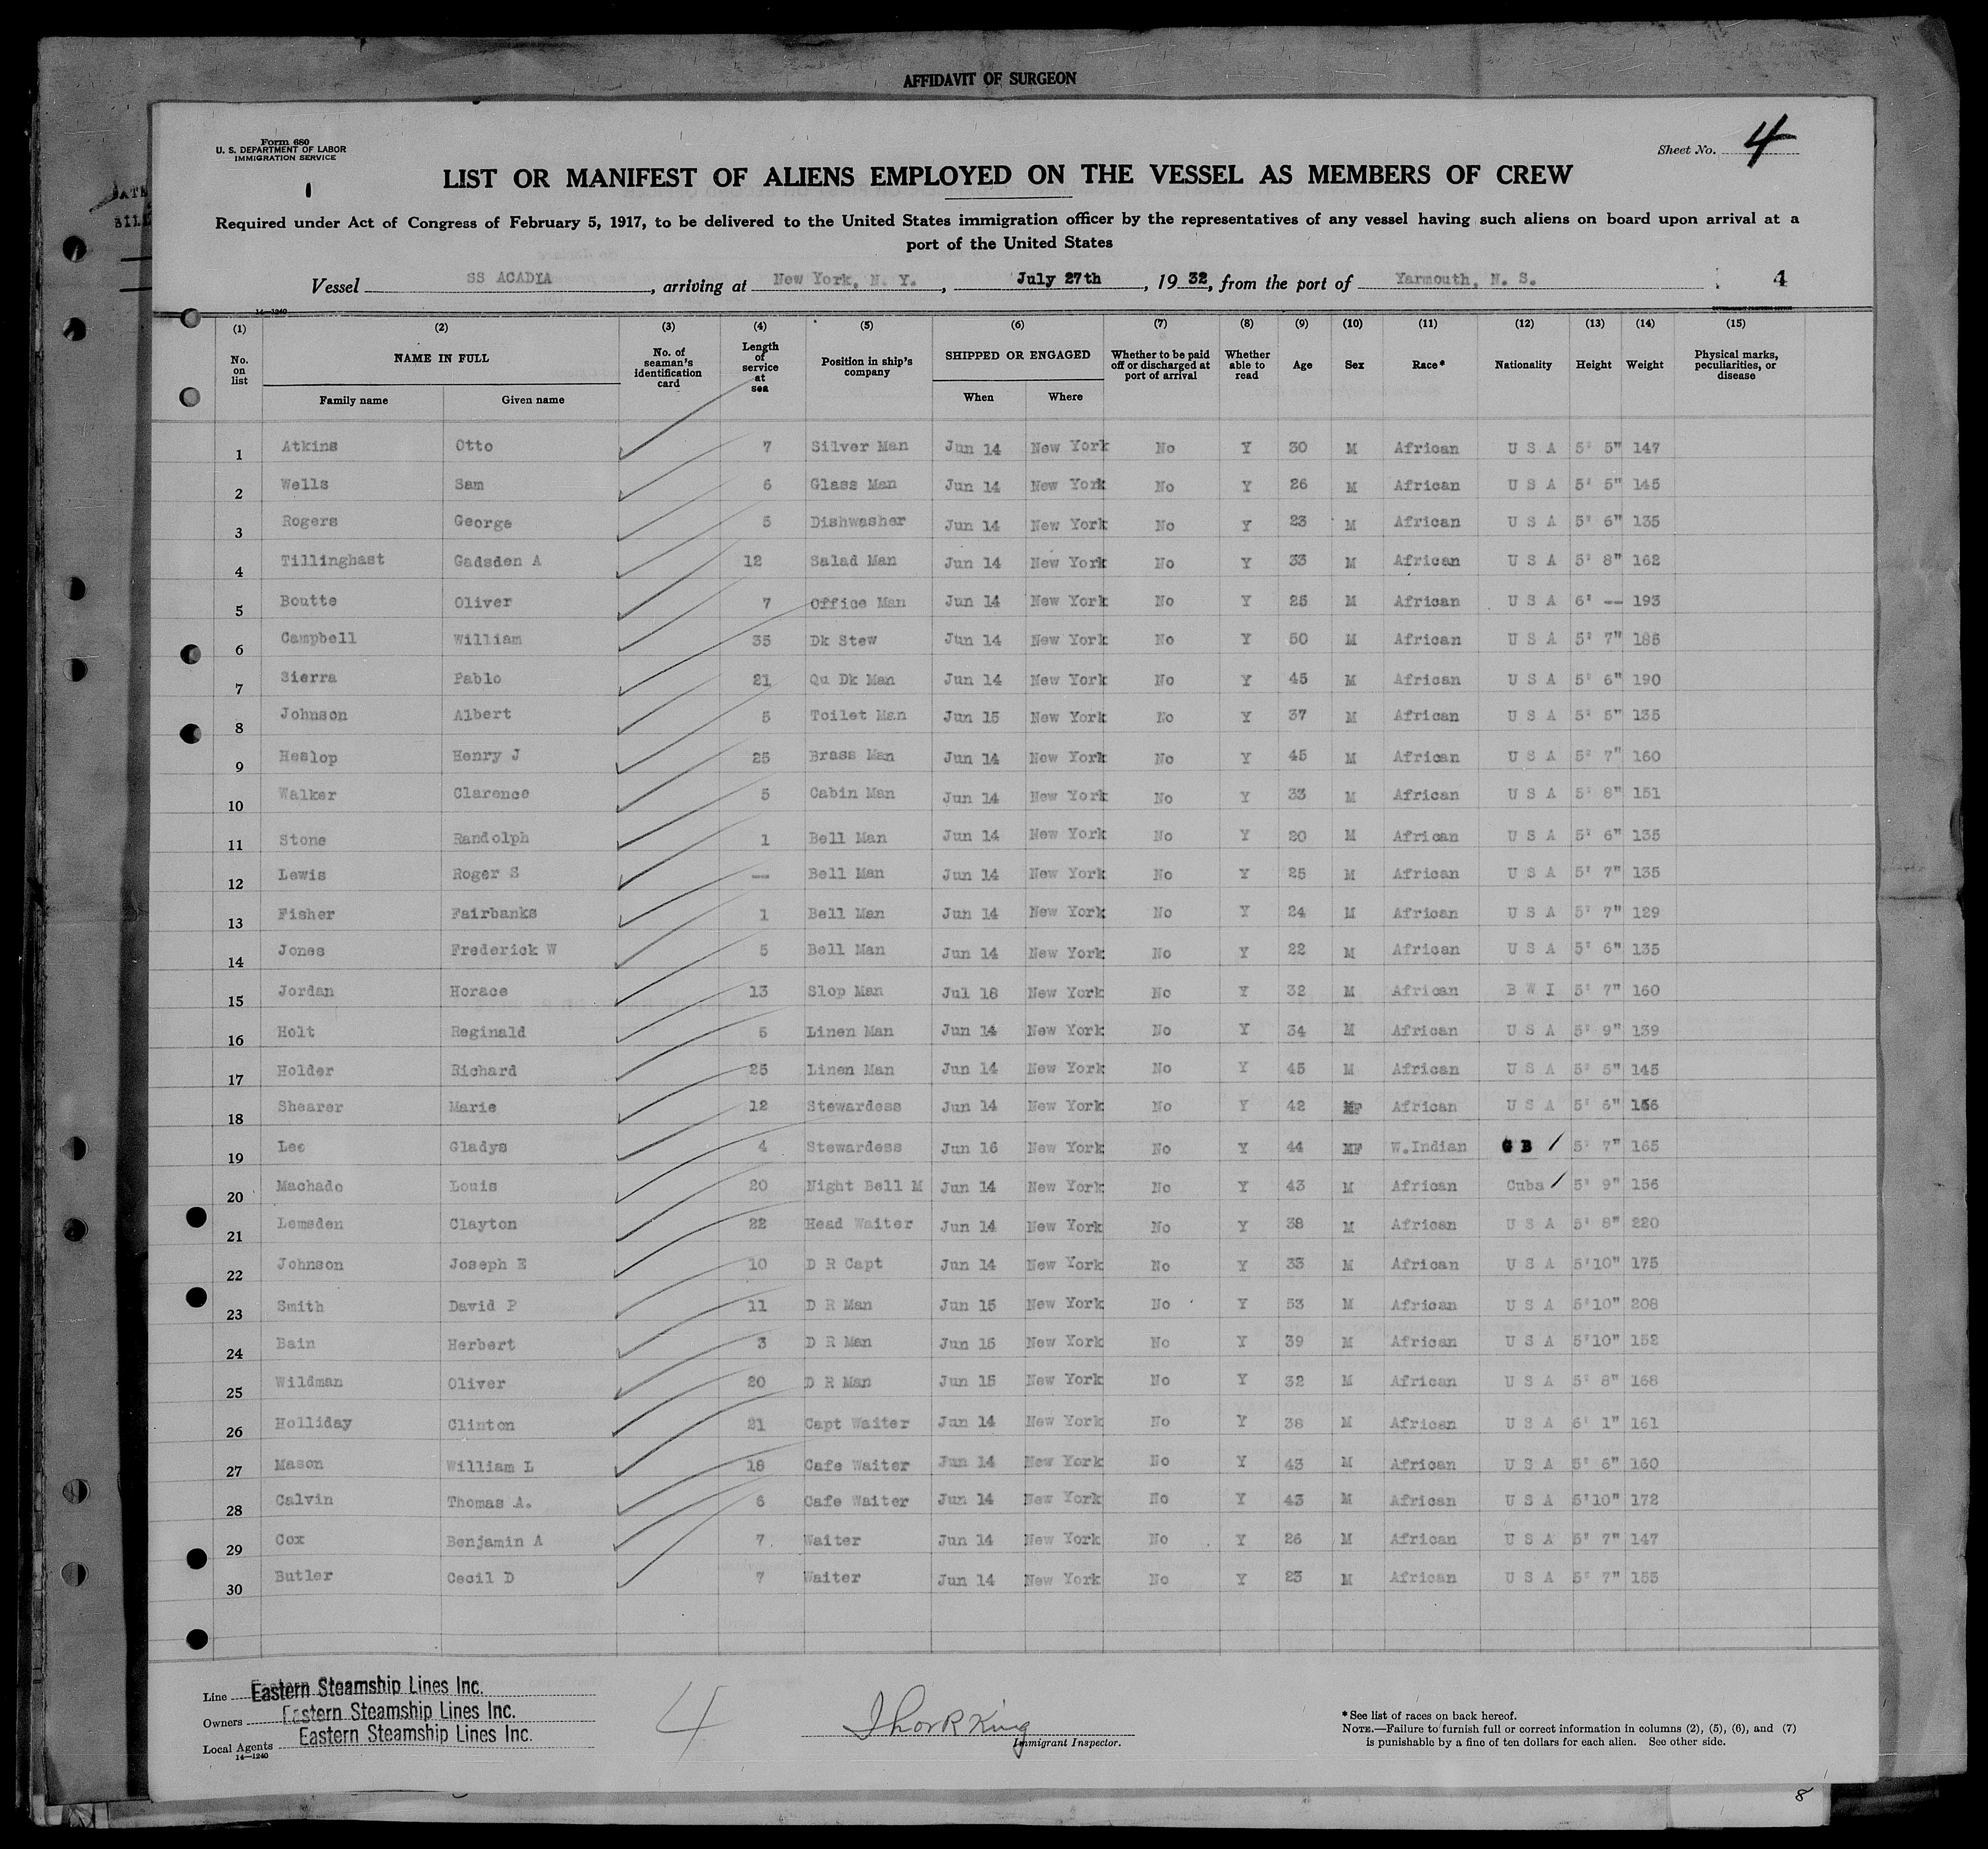 AFFIDAVIT OF SURGEON
Form 680
U. S. DEPARTMENT OF LABOR
IMMIGRATION SERVICE
Sheet No. 4
LIST OR MANIFEST OF ALIENS EMPLOYED ON THE VESSEL AS MEMBERS OF CREW
Required under Act of Congress of February 5, 1917, to be delivered to the United States immigration officer by the representatives of any vessel having such aliens on board upon arrival at a
port of the United States
Vessel SS ACADIA, arriving at New York, N. Y., July 27th, 1932, from the port of Yarmouth, N. S. 4
14—1240
(1) (2) (3) (4) (5) (6) (7) (8) (9) (10) (11) (12) (13) (14) (15)
No. on list NAME IN FULL Family name Given name No. of seaman's identification card Length of service at sea Position in ship's company SHIPPED OR ENGAGED When Where Whether to be paid off or discharged at port of arrival Whether able to read Age Sex Race* Nationality Height Weight Physical marks, peculiarities, or disease
1 Atkins Otto 7 Silver Man Jun 14 New York No Y 30 M African U S A 5' 5" 147
2 Wells Sam 6 Glass Man Jun 14 New York No Y 26 M African U S A 5' 5" 145
3 Rogers George 5 Dishwasher Jun 14 New York No Y 23 M African U S A 5' 6" 135
4 Tillinghast Gadsden A 12 Salad Man Jun 14 New York No Y 33 M African U S A 5' 8" 162
5 Boutte Oliver 7 Office Man Jun 14 New York No Y 25 M African U S A 6' -- 193
6 Campbell William 35 Dk Stew Jun 14 New York No Y 50 M African U S A 5' 7" 185
7 Sierra Pablo 21 Qu Dk Man Jun 14 New York No Y 45 M African U S A 5' 6" 190
8 Johnson Albert 5 Toilet Man Jun 15 New York No Y 37 M African U S A 5' 5" 135
9 Heslop Henry J 25 Brass Man Jun 14 New York No Y 45 M African U S A 5' 7" 160
10 Walker Clarence 5 Cabin Man Jun 14 New York No Y 33 M African U S A 5' 8" 151
11 Stone Randolph 1 Bell Man Jun 14 New York No Y 20 M African U S A 5' 6" 135
12 Lewis Roger S -- Bell Man Jun 14 New York No Y 25 M African U S A 5' 7" 135
13 Fisher Fairbanks 1 Bell Man Jun 14 New York No Y 24 M African U S A 5' 7" 129
14 Jones Frederick W 5 Bell Man Jun 14 New York No Y 22 M African U S A 5' 6" 135
15 Jordan Horace 13 Slop Man Jul 18 New York No Y 32 M African B W I 5' 7" 160
16 Holt Reginald 5 Linen Man Jun 14 New York No Y 34 M African U S A 5' 9" 139
17 Holder Richard 25 Linen Man Jun 14 New York No Y 45 M African U S A 5' 5" 145
18 Shearer Marie 12 Stewardess Jun 14 New York No Y 42 F African U S A 5' 6"
19 Lee Gladys 4 Stewardess Jun 16 New York No Y 44 F W.Indian G B 5' 7" 165
20 Machado Louis 20 Night Bell M Jun 14 New York No Y 43 M African Cuba 5' 9" 156
21 Lemsden Clayton 22 Head Waiter Jun 14 New York No Y 38 M African U S A 5' 8" 220
22 Johnson Joseph E 10 D R Capt Jun 14 New York No Y 33 M African U S A 5'10" 175
23 Smith David P 11 D R Man Jun 15 New York No Y 53 M African U S A 5'10" 208
24 Bain Herbert 3 D R Man Jun 15 New York No Y 39 M African U S A 5'10" 152
25 Wildman Oliver 20 D R Man Jun 15 New York No Y 32 M African U S A 5' 8" 168
26 Holliday Clinton 21 Capt Waiter Jun 14 New York No Y 38 M African U S A 6' 1" 161
27 Mason William L 18 Cafe Waiter Jun 14 New York No Y 43 M African U S A 5' 6" 160
28 Calvin Thomas A. 6 Cafe Waiter Jun 14 New York No Y 43 M African U S A 5'10" 172
29 Cox Benjamin A 7 Waiter Jun 14 New York No Y 26 M African U S A 5' 7" 147
30 Butler Cecil D 7 Waiter Jun 14 New York No Y 23 M African U S A 5' 7" 155
Line Eastern Steamship Lines Inc.
Owners Eastern Steamship Lines Inc.
Local Agents Eastern Steamship Lines Inc.
14—1240
4
Immigrant Inspector.
*See list of races on back hereof.
NOTE.—Failure to furnish full or correct information in columns (2), (5), (6), and (7)
is punishable by a fine of ten dollars for each alien. See other side.
8